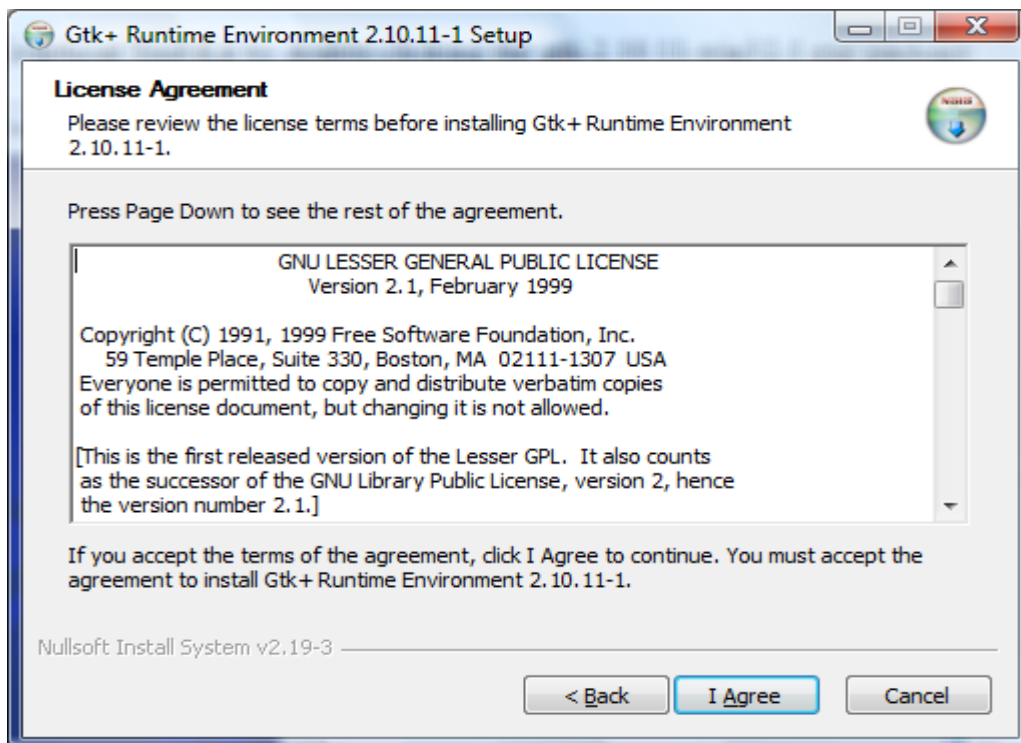 Gtk+ Runtime Environment 2.10.11-1 Setup
License Agreement
Please review the license terms before installing Gtk+ Runtime Environment
2.10.11-1.
Press Page Down to see the rest of the agreement.
GNU LESSER GENERAL PUBLIC LICENSE
Version 2.1, February 1999
Copyright (C) 1991, 1999 Free Software Foundation, Inc.
59 Temple Place, Suite 330, Boston, MA 02111-1307 USA
Everyone is permitted to copy and distribute verbatim copies
of this license document, but changing it is not allowed.
[This is the first released version of the Lesser GPL. It also counts
as the successor of the GNU Library Public License, version 2, hence
the version number 2.1.]
If you accept the terms of the agreement, click I Agree to continue. You must accept the
agreement to install Gtk+ Runtime Environment 2.10.11-1.
Nullsoft Install System v2.19-3
< Back
I Agree
Cancel